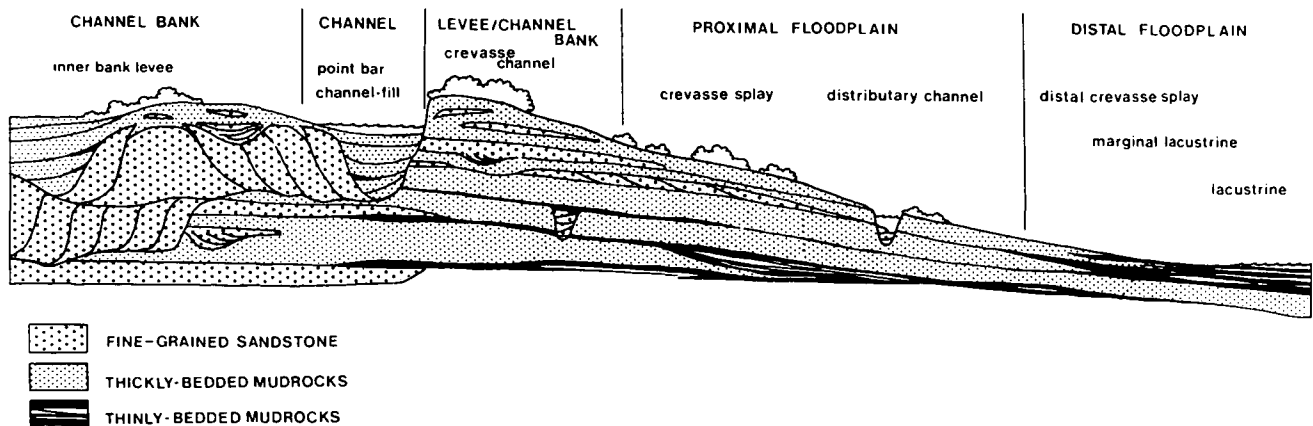 CHANNEL BANK
inner bank levee
CHANNEL
point bar
channel-fill
LEVEE/CHANNEL
BANK
crevasse
channel
PROXIMAL FLOODPLAIN
crevasse splay
distributary channel
DISTAL FLOODPLAIN
distal crevasse splay
marginal lacustrine
lacustrine
FINE-GRAINED SANDSTONE
THICKLY-BEDDED MUDROCKS
THINLY-BEDDED MUDROCKS